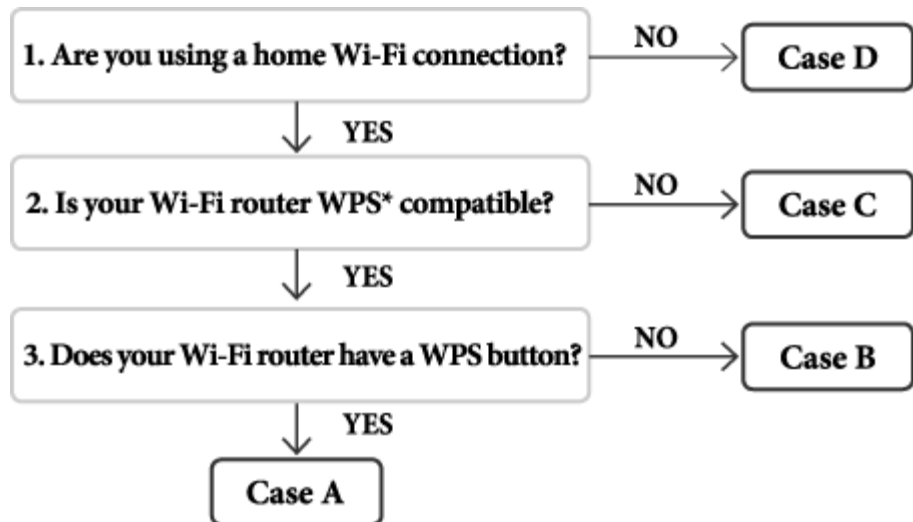 1. Are you using a home Wi-Fi connection?
NO
Case D
YES
2. Is your Wi-Fi router WPS* compatible?
NO
Case C
YES
3. Does your Wi-Fi router have a WPS button?
NO
Case B
YES
Case A